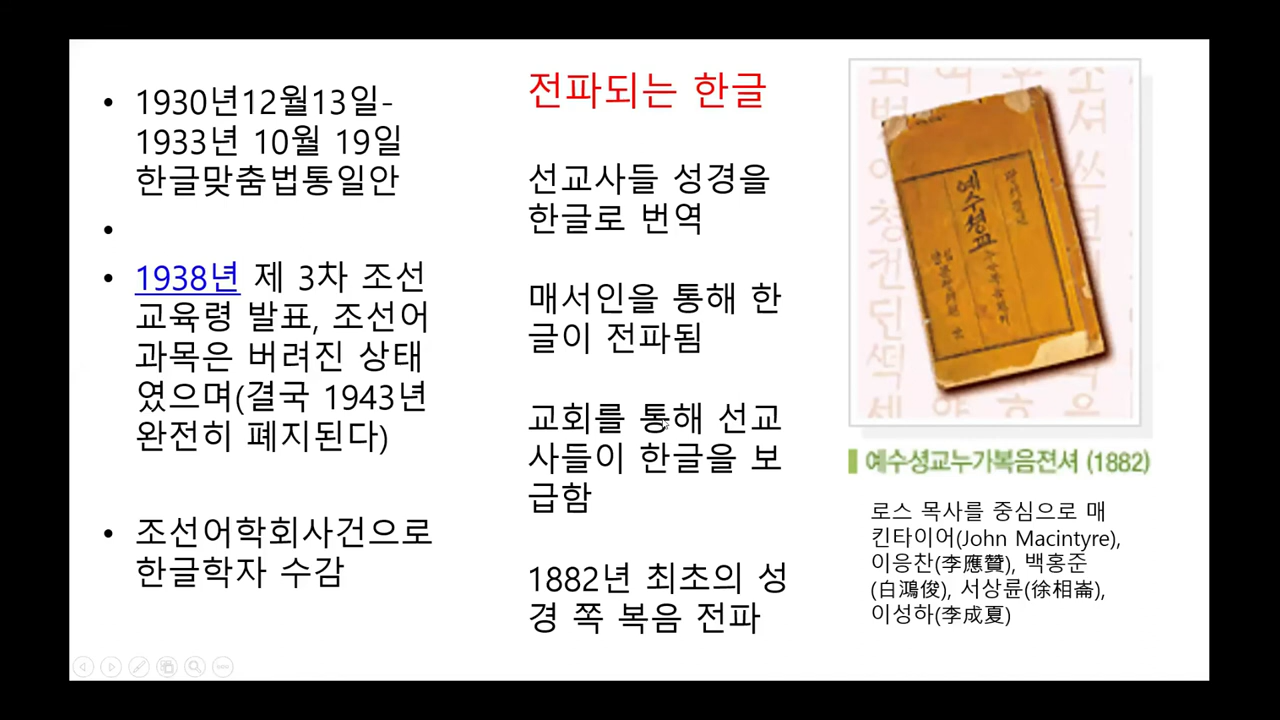 1930년12월13일-
1933년 10월 19일
한글맞춤법통일안
1938년 제 3차 조선
교육령 발표, 조선어
과목은 버려진 상태
였으며(결국 1943년
완전히 폐지된다)
조선어학회사건으로
한글학자 수감
전파되는 한글
선교사들 성경을
한글로 번역
매서인을 통해 한
글이 전파됨
교회를 통해 선교
사들이 한글을 보
급함
1882년 최초의 성
경 쪽 복음 전파
예수셩교
예수셩교누가복음젼셔 (1882)
로스 목사를 중심으로 매
킨타이어(John Macintyre),
이응찬(李應贊), 백홍준
(白鴻俊), 서상륜(徐相崙),
이성하(李成夏)